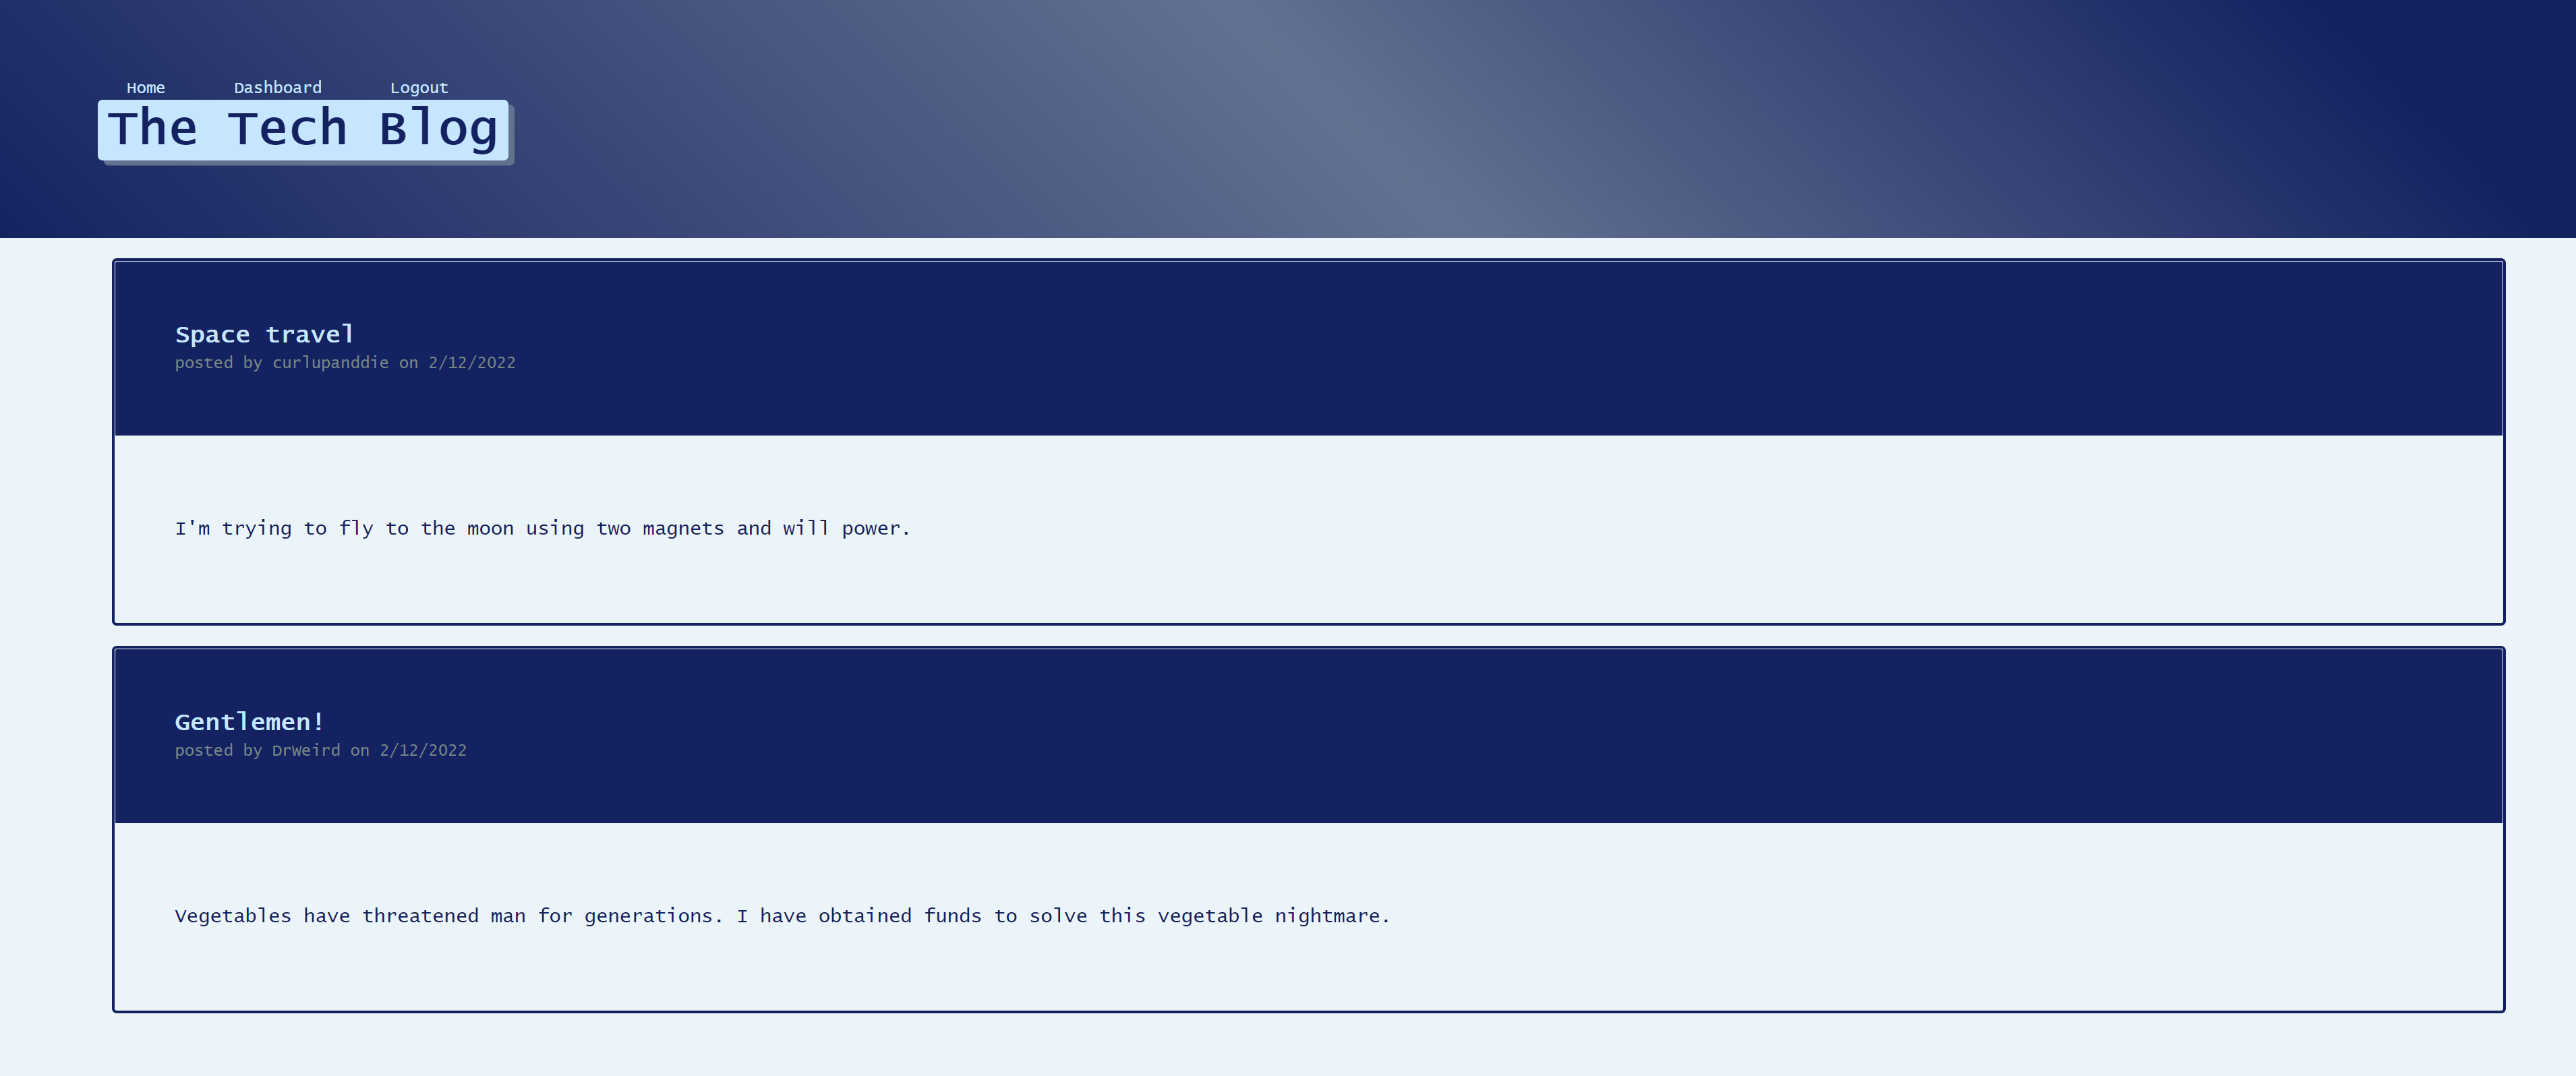 Home Dashboard Logout
The Tech Blog
Space travel
posted by curlupanddie on 2/12/2022
I'm trying to fly to the moon using two magnets and will power.
Gentlemen!
posted by DrWeird on 2/12/2022
Vegetables have threatened man for generations. I have obtained funds to solve this vegetable nightmare.